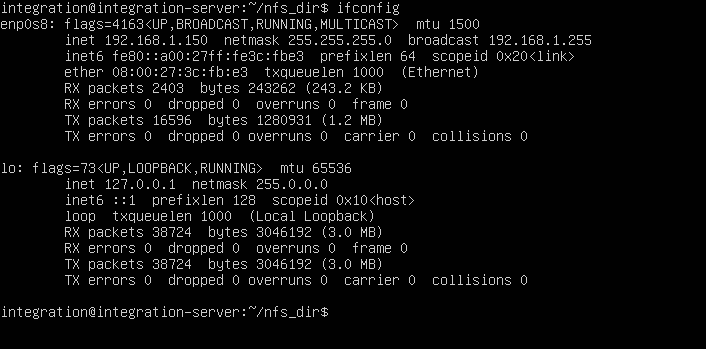 integration@integration-server:~/nfs_dir$ ifconfig
enp0s8: flags=4163<UP,BROADCAST,RUNNING,MULTICAST>  mtu 1500
        inet 192.168.1.150  netmask 255.255.255.0  broadcast 192.168.1.255
        inet6 fe80::a00:27ff:fe3c:fbe3  prefixlen 64  scopeid 0x20<link>
        ether 08:00:27:3c:fb:e3  txqueuelen 1000  (Ethernet)
        RX packets 2403  bytes 243262 (243.2 KB)
        RX errors 0  dropped 0  overruns 0  frame 0
        TX packets 16596  bytes 1280931 (1.2 MB)
        TX errors 0  dropped 0 overruns 0  carrier 0  collisions 0

lo: flags=73<UP,LOOPBACK,RUNNING>  mtu 65536
        inet 127.0.0.1  netmask 255.0.0.0
        inet6 ::1  prefixlen 128  scopeid 0x10<host>
        loop  txqueuelen 1000  (Local Loopback)
        RX packets 38724  bytes 3046192 (3.0 MB)
        RX errors 0  dropped 0  overruns 0  frame 0
        TX packets 38724  bytes 3046192 (3.0 MB)
        TX errors 0  dropped 0 overruns 0  carrier 0  collisions 0

integration@integration-server:~/nfs_dir$